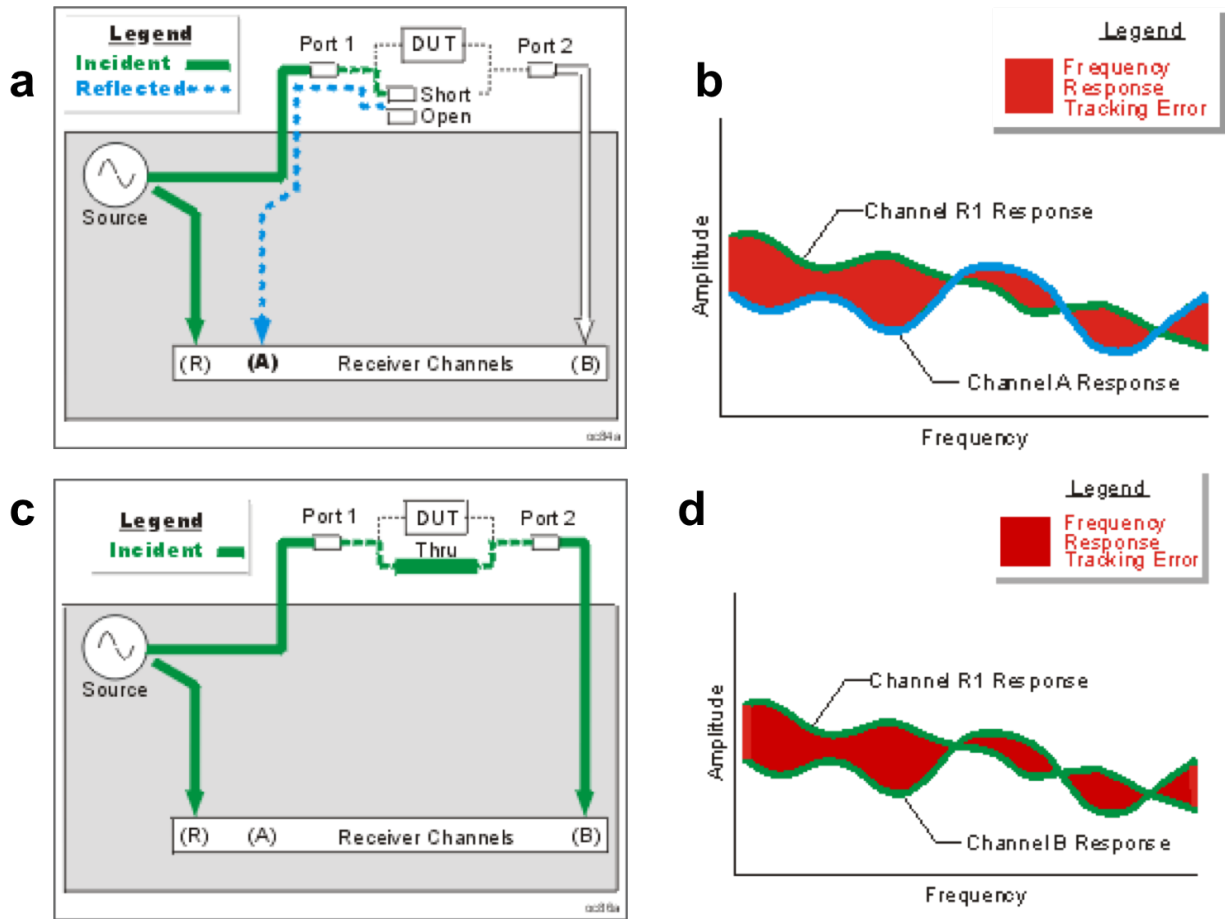 a
Legend
Incident
Reflected
Port 1
DUT
Port 2
Short
Open
Source
(R)
(A)
Receiver Channels
(B)
oc84a
b
Legend
Frequency
Response
Tracking Error
Channel R1 Response
Amplitude
Channel A Response
Frequency
c
Legend
Incident
Port 1
DUT
Port 2
Thru
Source
(R)
(A)
Receiver Channels
(B)
oc86a
d
Legend
Frequency
Response
Tracking Error
Channel R1 Response
Amplitude
Channel B Response
Frequency